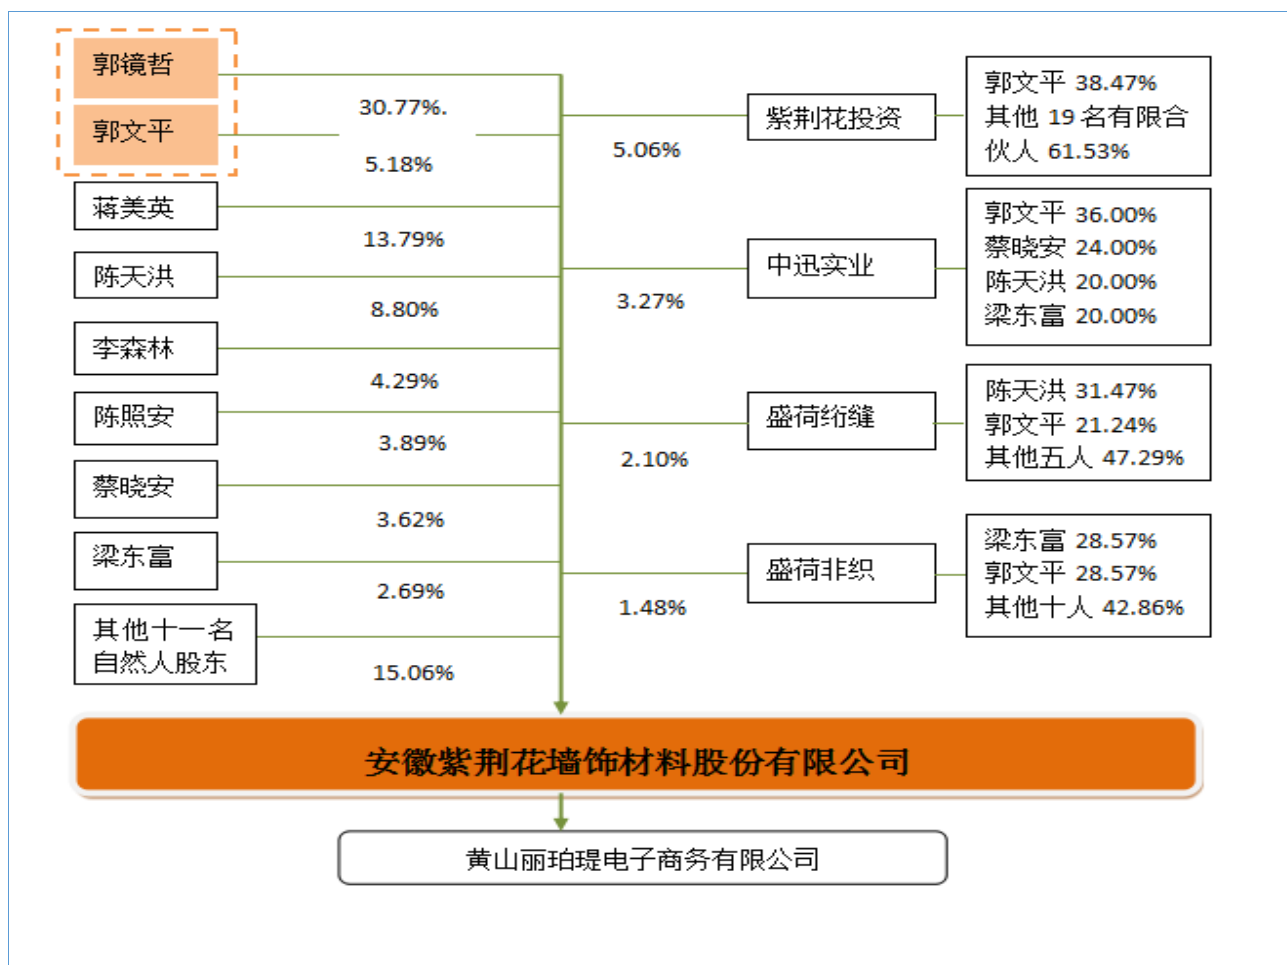 郭镜哲
30.77%.
郭文平
5.18%
蒋美英
13.79%
陈天洪
8.80%
李森林
4.29%
陈照安
3.89%
蔡晓安
3.62%
梁东富
2.69%
其他十一名
自然人股东
15.06%
紫荆花投资
5.06%
郭文平 38.47%
其他 19 名有限合
伙人 61.53%
中迅实业
3.27%
郭文平 36.00%
蔡晓安 24.00%
陈天洪 20.00%
梁东富 20.00%
盛荷绗缝
2.10%
陈天洪 31.47%
郭文平 21.24%
其他五人 47.29%
盛荷非织
1.48%
梁东富 28.57%
郭文平 28.57%
其他十人 42.86%
安徽紫荆花墙饰材料股份有限公司
黄山丽珀瑅电子商务有限公司